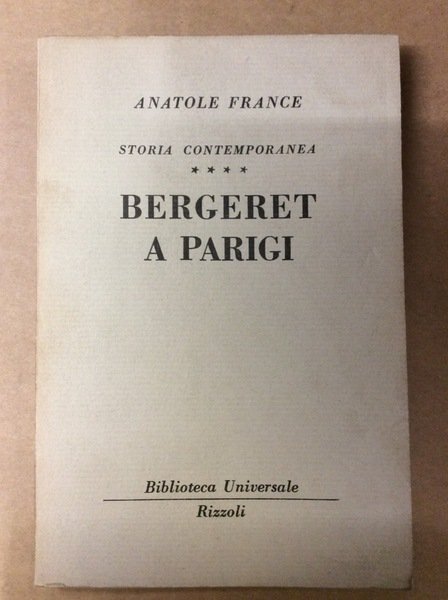 ANATOLE FRANCE
STORIA CONTEMPORANEA
★ ★ ★ ★
BERGERET
A PARIGI
Biblioteca Universale
Rizzoli